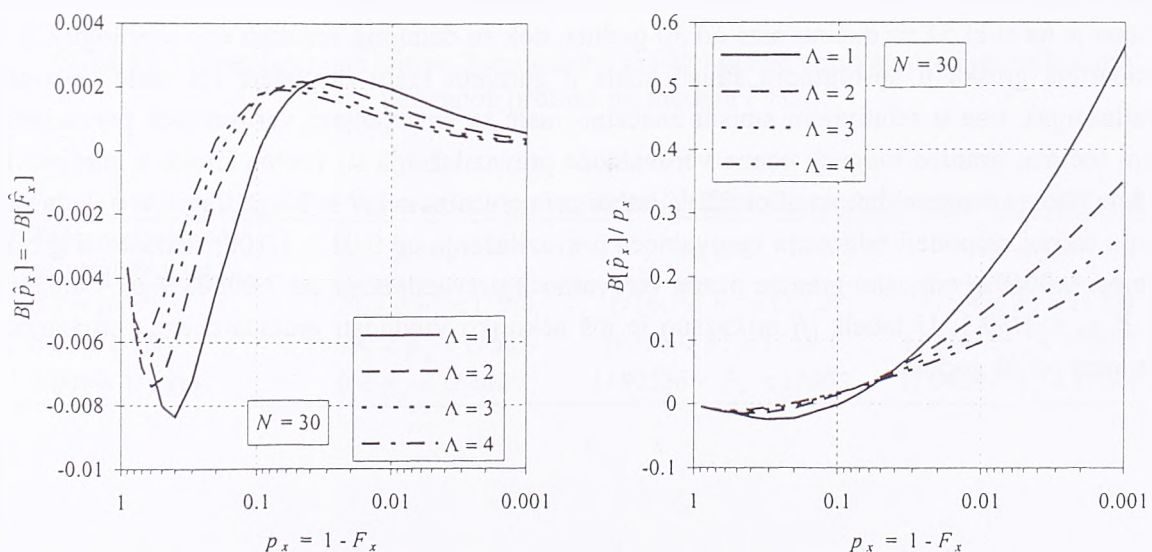 0.004
0.002
0
-0.002
-0.004
-0.006
-0.008
-0.01
B[p̂ₓ] = − B[F̂ₓ]
1 0.1 0.01 0.001
pₓ = 1 - Fₓ
N = 30
Λ = 1
Λ = 2
Λ = 3
Λ = 4
0.6
0.5
0.4
0.3
0.2
0.1
0
-0.1
B[p̂ₓ] / pₓ
1 0.1 0.01 0.001
pₓ = 1 - Fₓ
Λ = 1
Λ = 2
Λ = 3
Λ = 4
N = 30